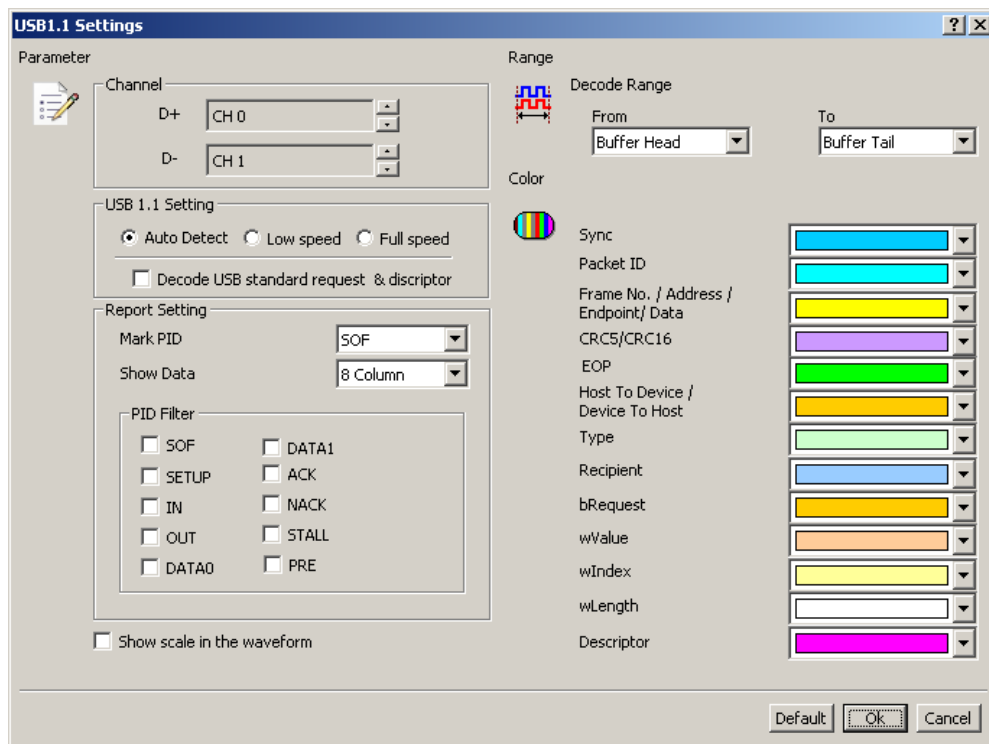 USB1.1 Settings
Parameter
Channel
D+
CH 0
D-
CH 1
USB 1.1 Setting
Auto Detect
Low speed
Full speed
Decode USB standard request & discriptor
Report Setting
Mark PID
SOF
Show Data
8 Column
PID Filter
SOF
DATA1
SETUP
ACK
IN
NACK
OUT
STALL
DATA0
PRE
Show scale in the waveform
Range
Decode Range
From
To
Buffer Head
Buffer Tail
Color
Sync
Packet ID
Frame No. / Address /
Endpoint/ Data
CRC5/CRC16
EOP
Host To Device /
Device To Host
Type
Recipient
bRequest
wValue
wIndex
wLength
Descriptor
Default
Ok
Cancel